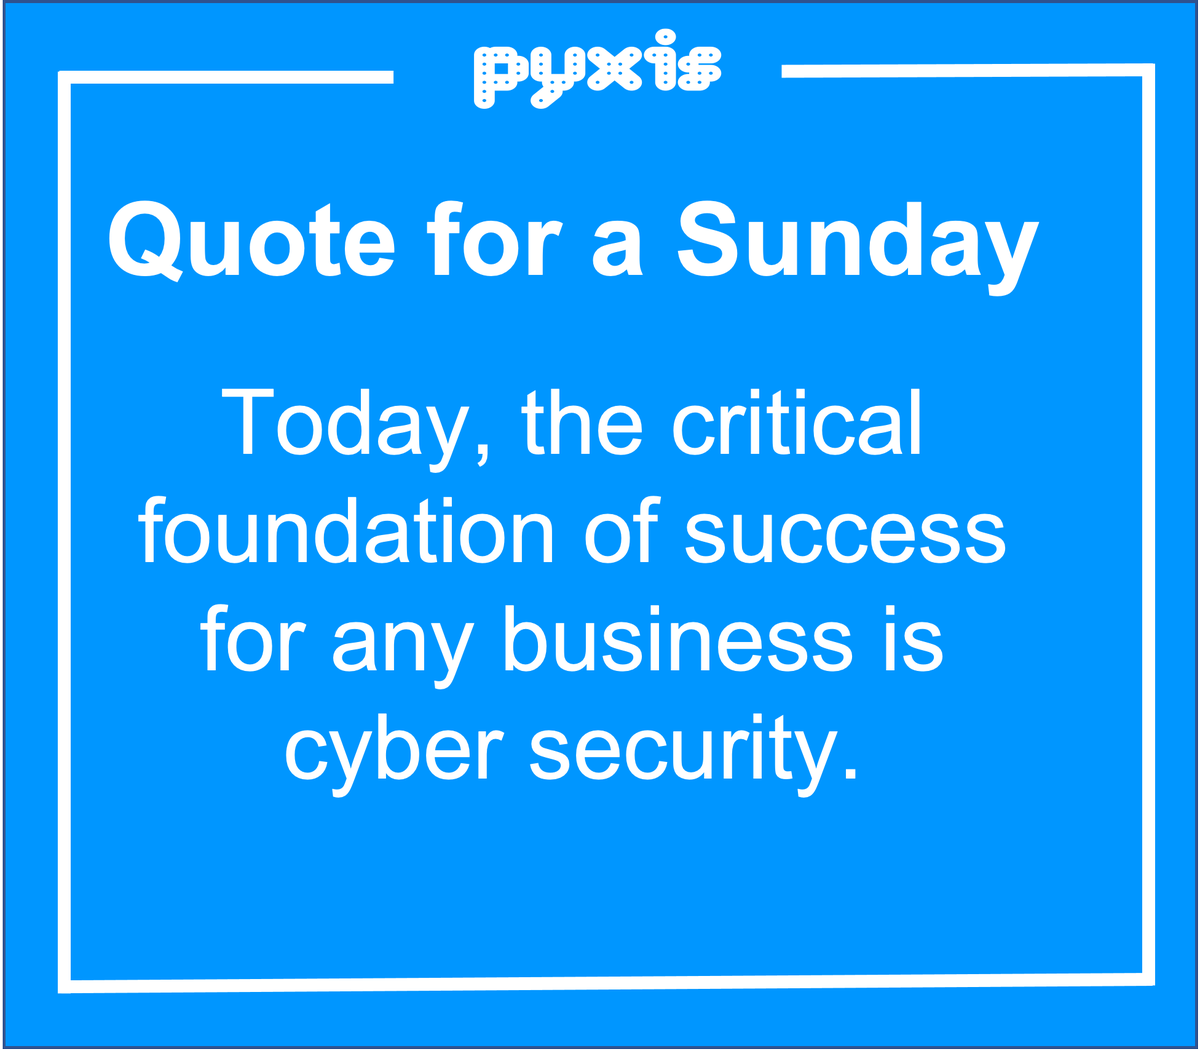 pyxis
Quote for a Sunday
Today, the critical
foundation of success
for any business is
cyber security.